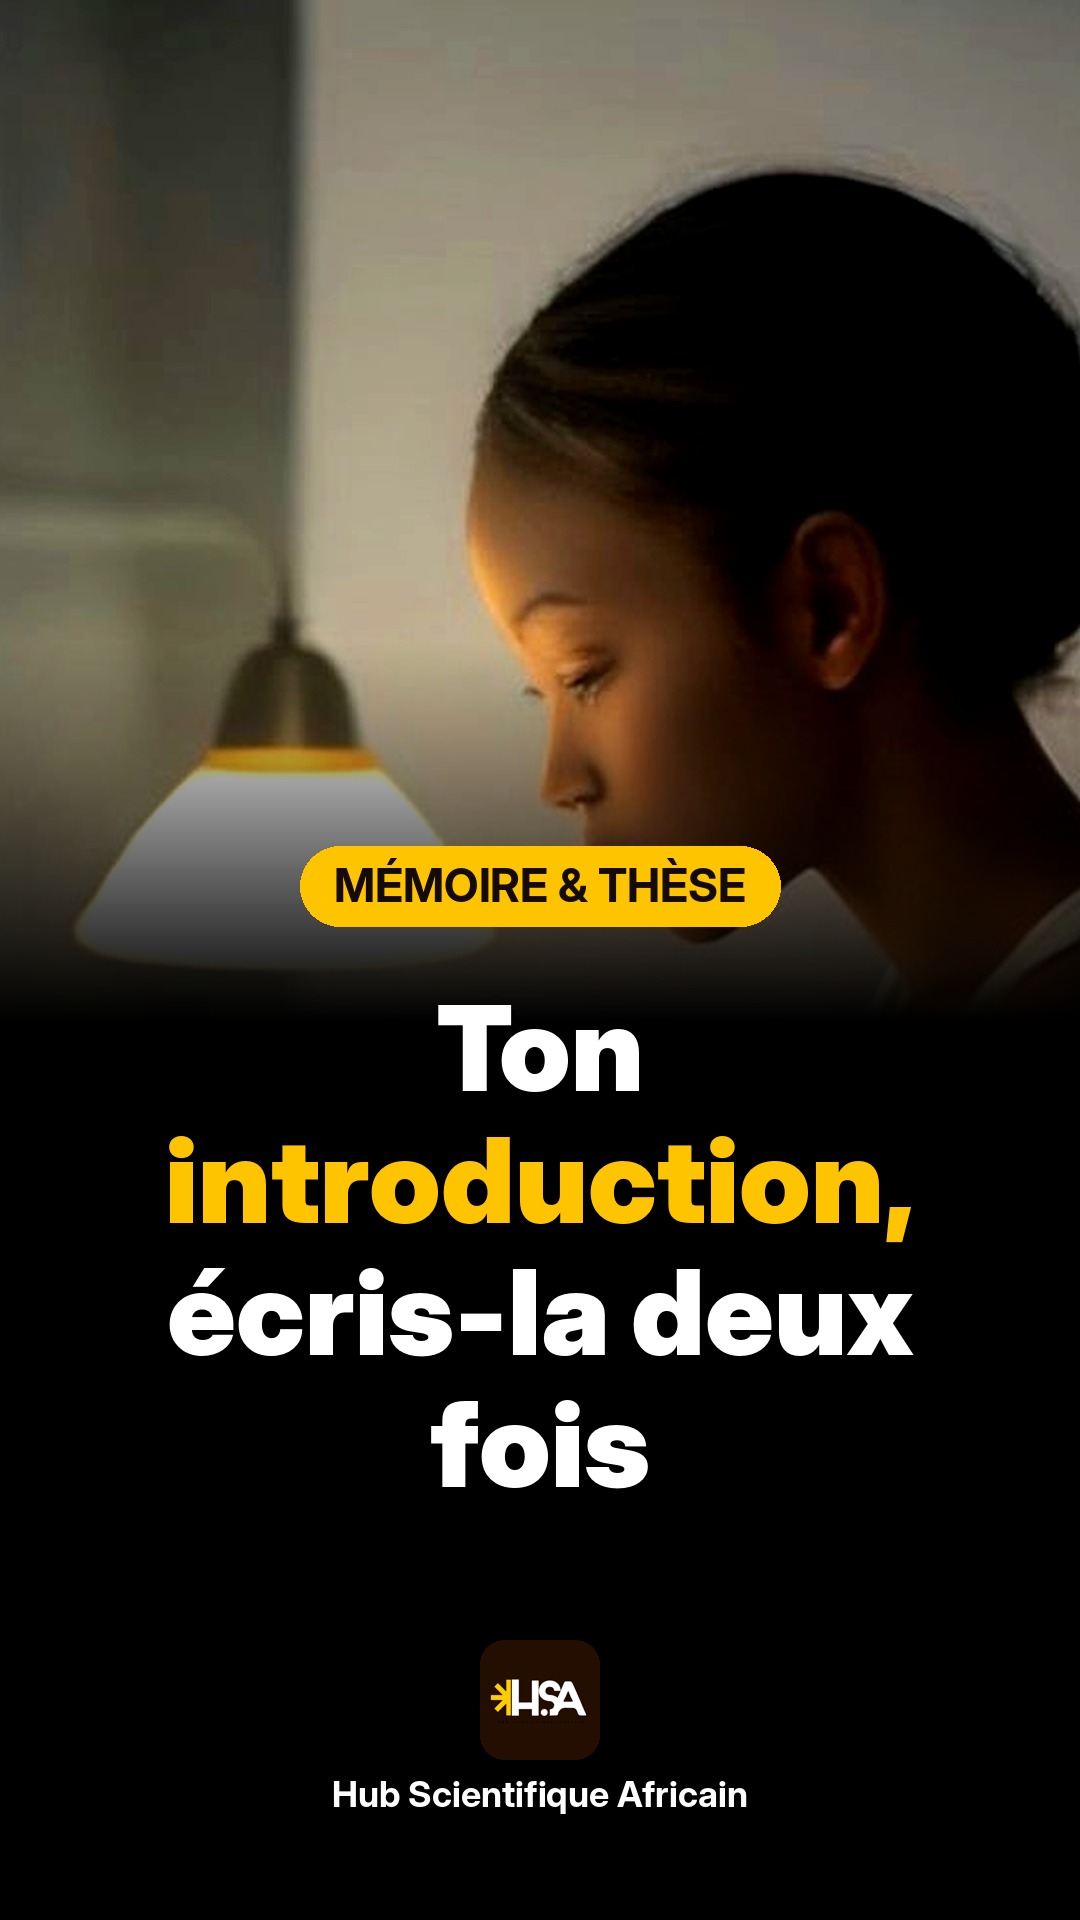 MÉMOIRE & THÈSE
Ton
introduction,
écris-la deux
fois
HSA
Hub Scientifique Africain